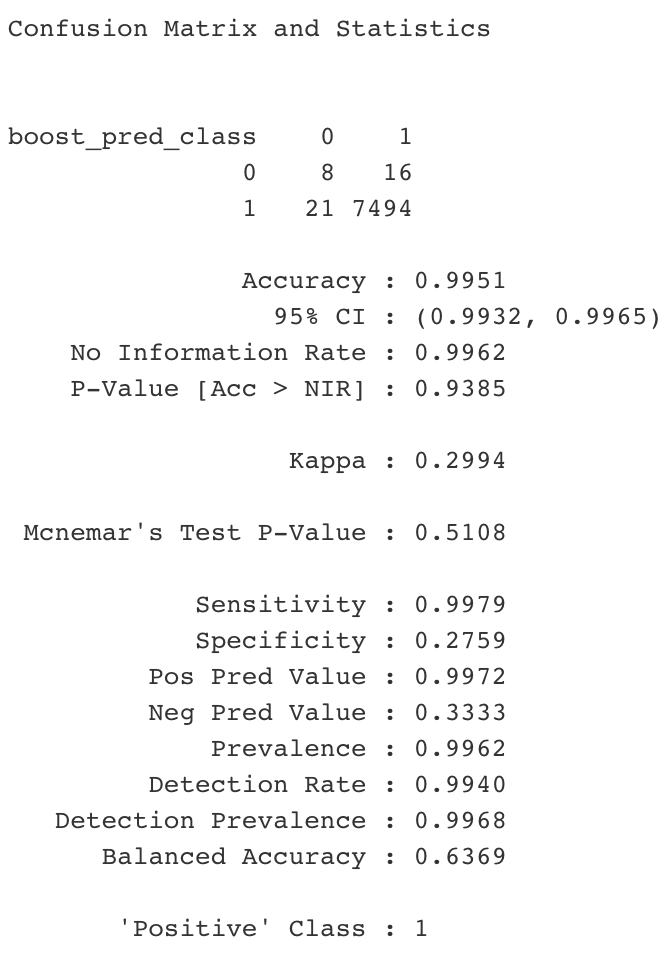 Confusion Matrix and Statistics
boost_pred_class    0    1
               0    8   16
               1   21 7494
Accuracy : 0.9951
95% CI : (0.9932, 0.9965)
No Information Rate : 0.9962
P-Value [Acc > NIR] : 0.9385
Kappa : 0.2994
Mcnemar's Test P-Value : 0.5108
Sensitivity : 0.9979
Specificity : 0.2759
Pos Pred Value : 0.9972
Neg Pred Value : 0.3333
Prevalence : 0.9962
Detection Rate : 0.9940
Detection Prevalence : 0.9968
Balanced Accuracy : 0.6369
'Positive' Class : 1